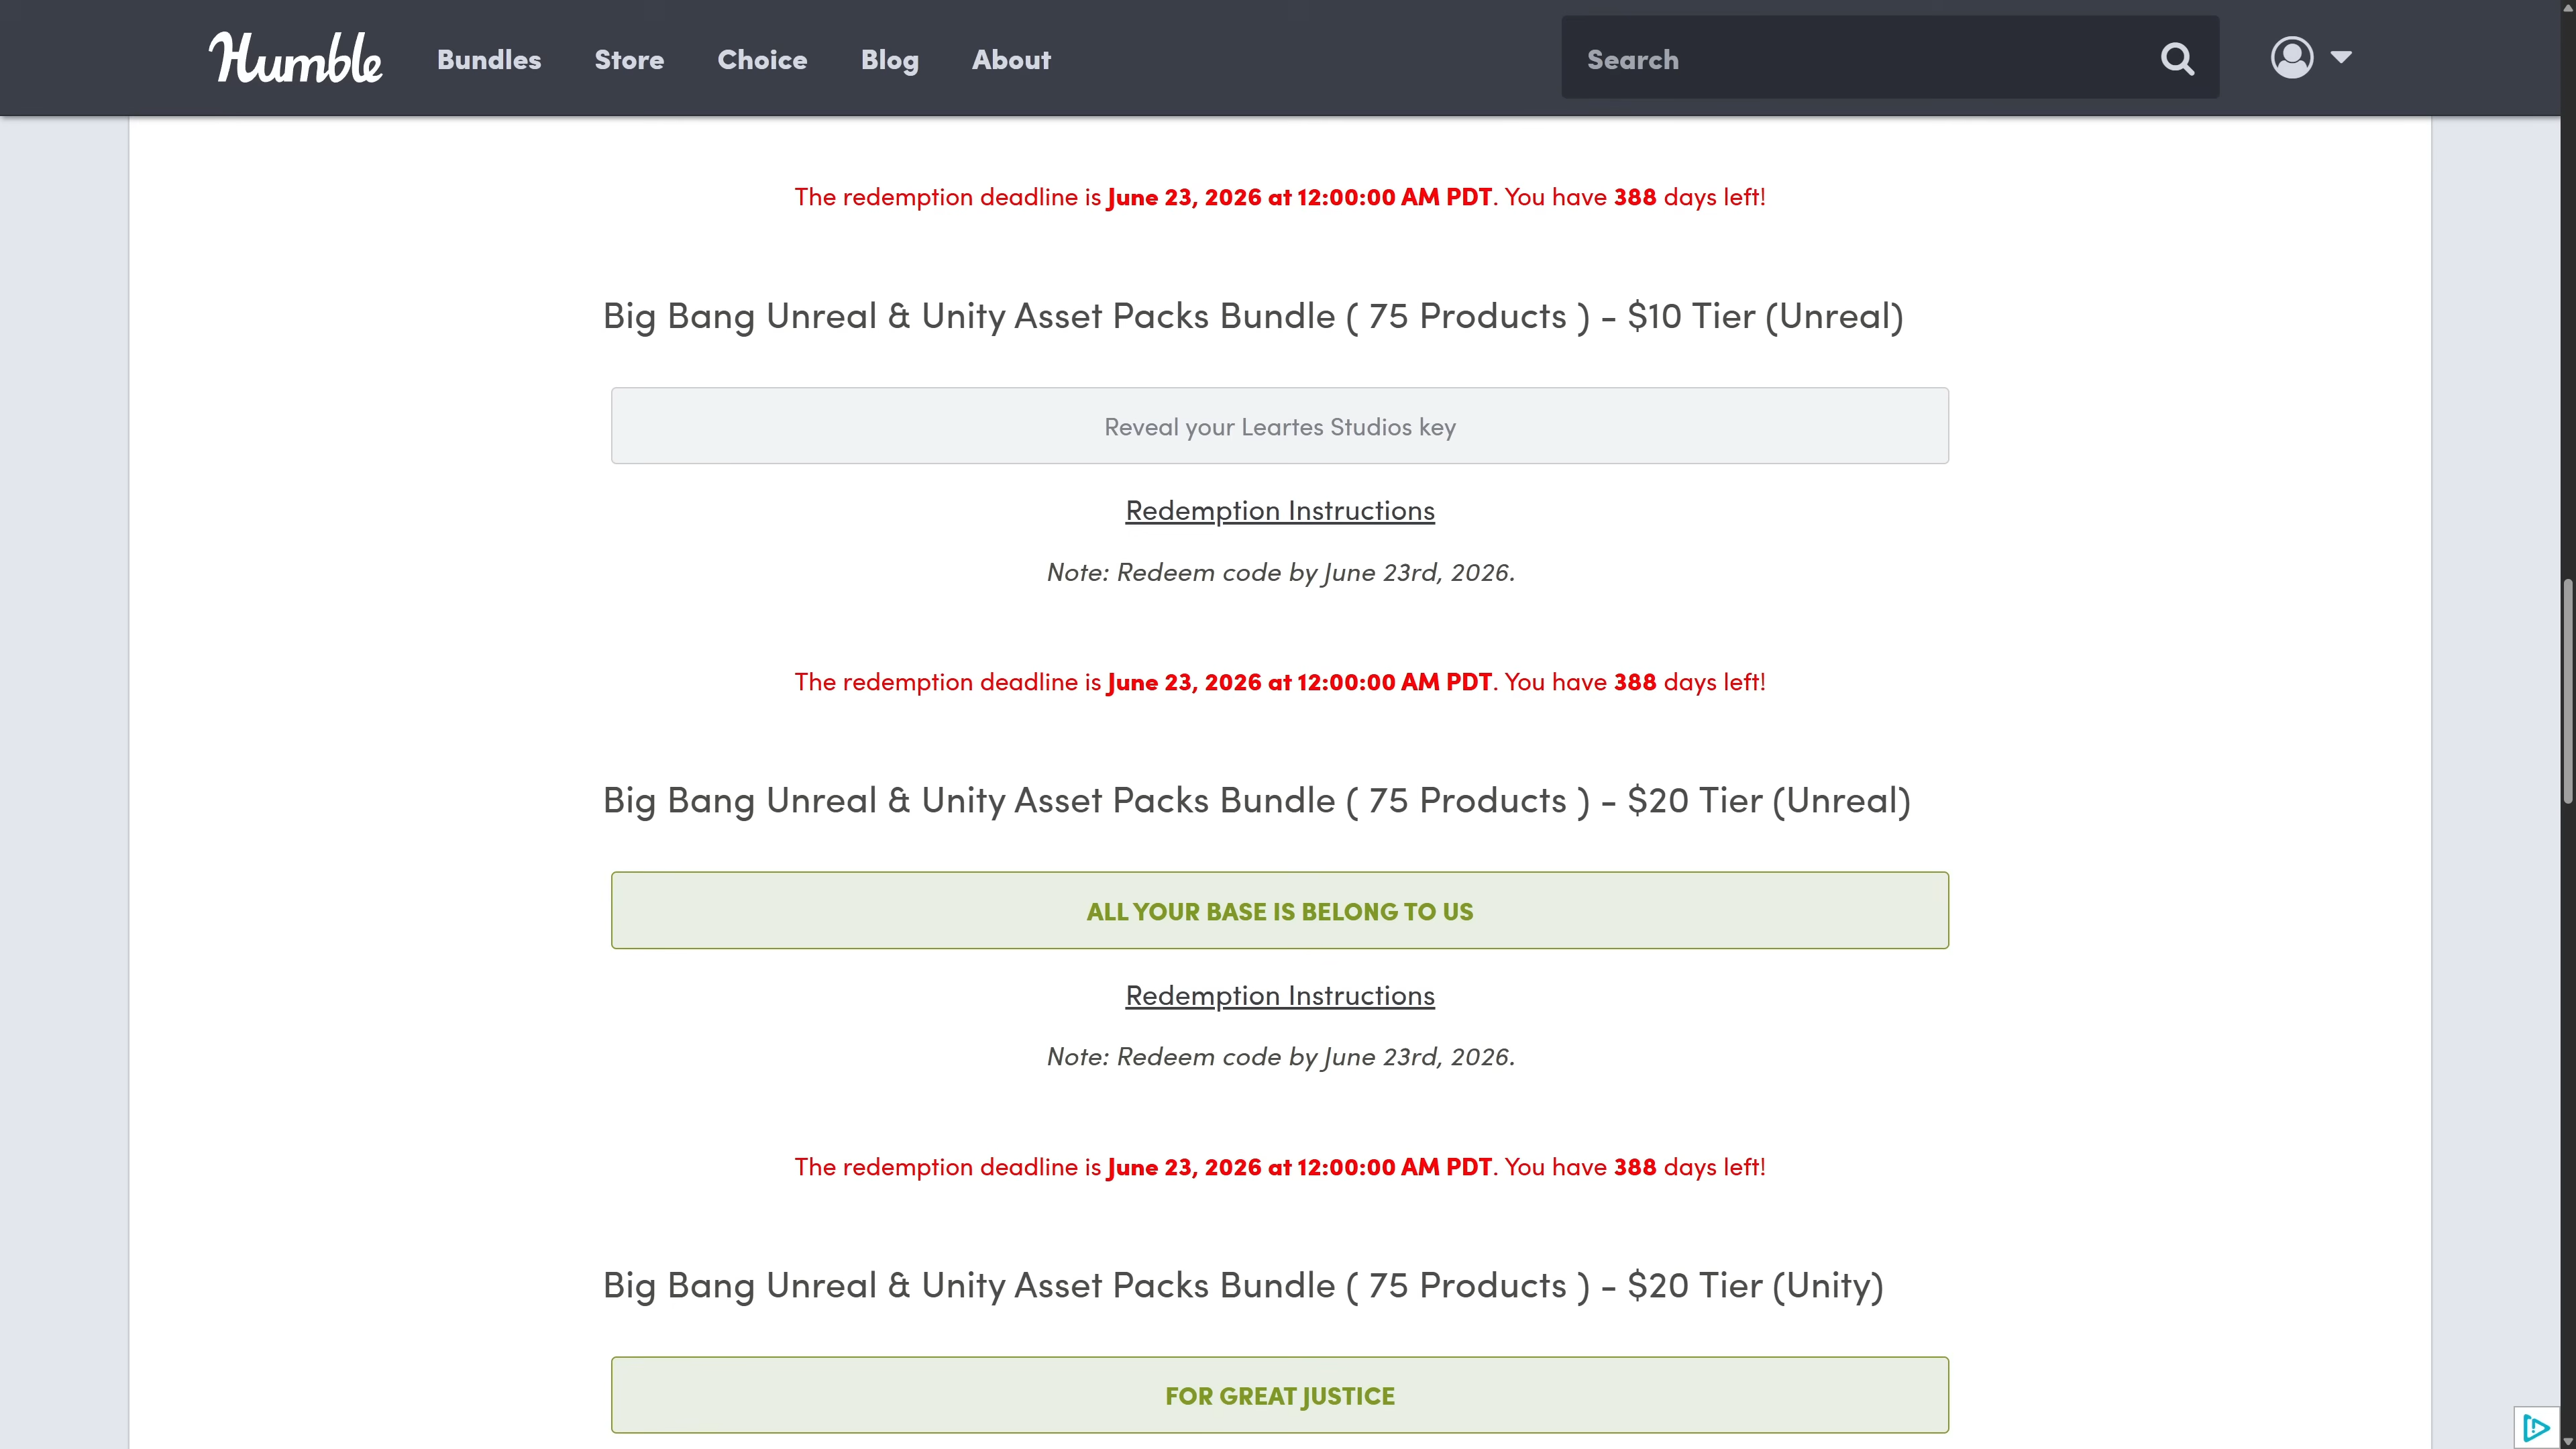 Humble Bundles Store Choice Blog About Search
The redemption deadline is June 23, 2026 at 12:00:00 AM PDT. You have 388 days left!
Big Bang Unreal & Unity Asset Packs Bundle ( 75 Products ) - $10 Tier (Unreal)
Reveal your Leartes Studios key
Redemption Instructions
Note: Redeem code by June 23rd, 2026.
The redemption deadline is June 23, 2026 at 12:00:00 AM PDT. You have 388 days left!
Big Bang Unreal & Unity Asset Packs Bundle ( 75 Products ) - $20 Tier (Unreal)
ALL YOUR BASE IS BELONG TO US
Redemption Instructions
Note: Redeem code by June 23rd, 2026.
The redemption deadline is June 23, 2026 at 12:00:00 AM PDT. You have 388 days left!
Big Bang Unreal & Unity Asset Packs Bundle ( 75 Products ) - $20 Tier (Unity)
FOR GREAT JUSTICE